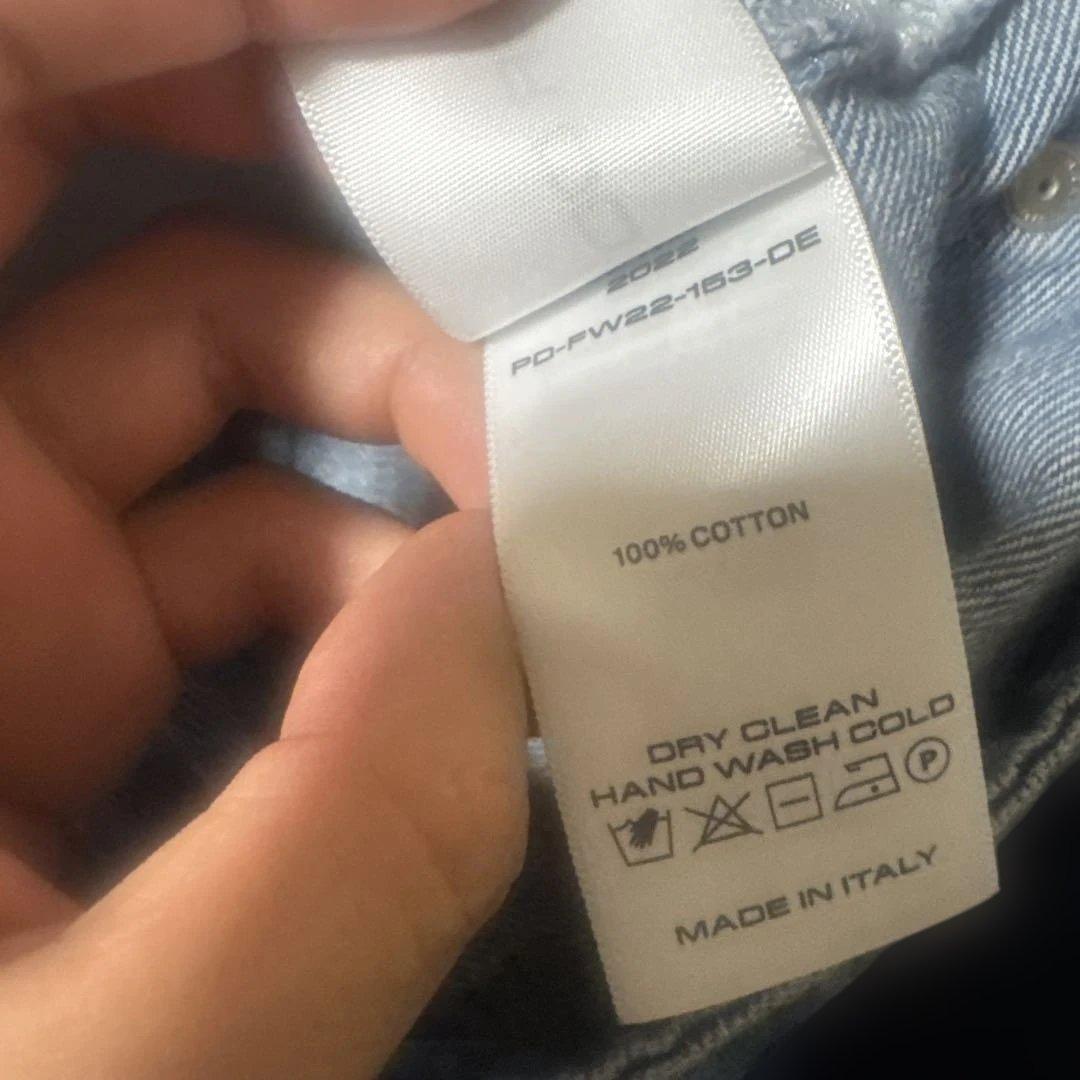 2022
PD-FW22-153-DE
100% COTTON
DRY CLEAN
HAND WASH COLD
P
MADE IN ITALY